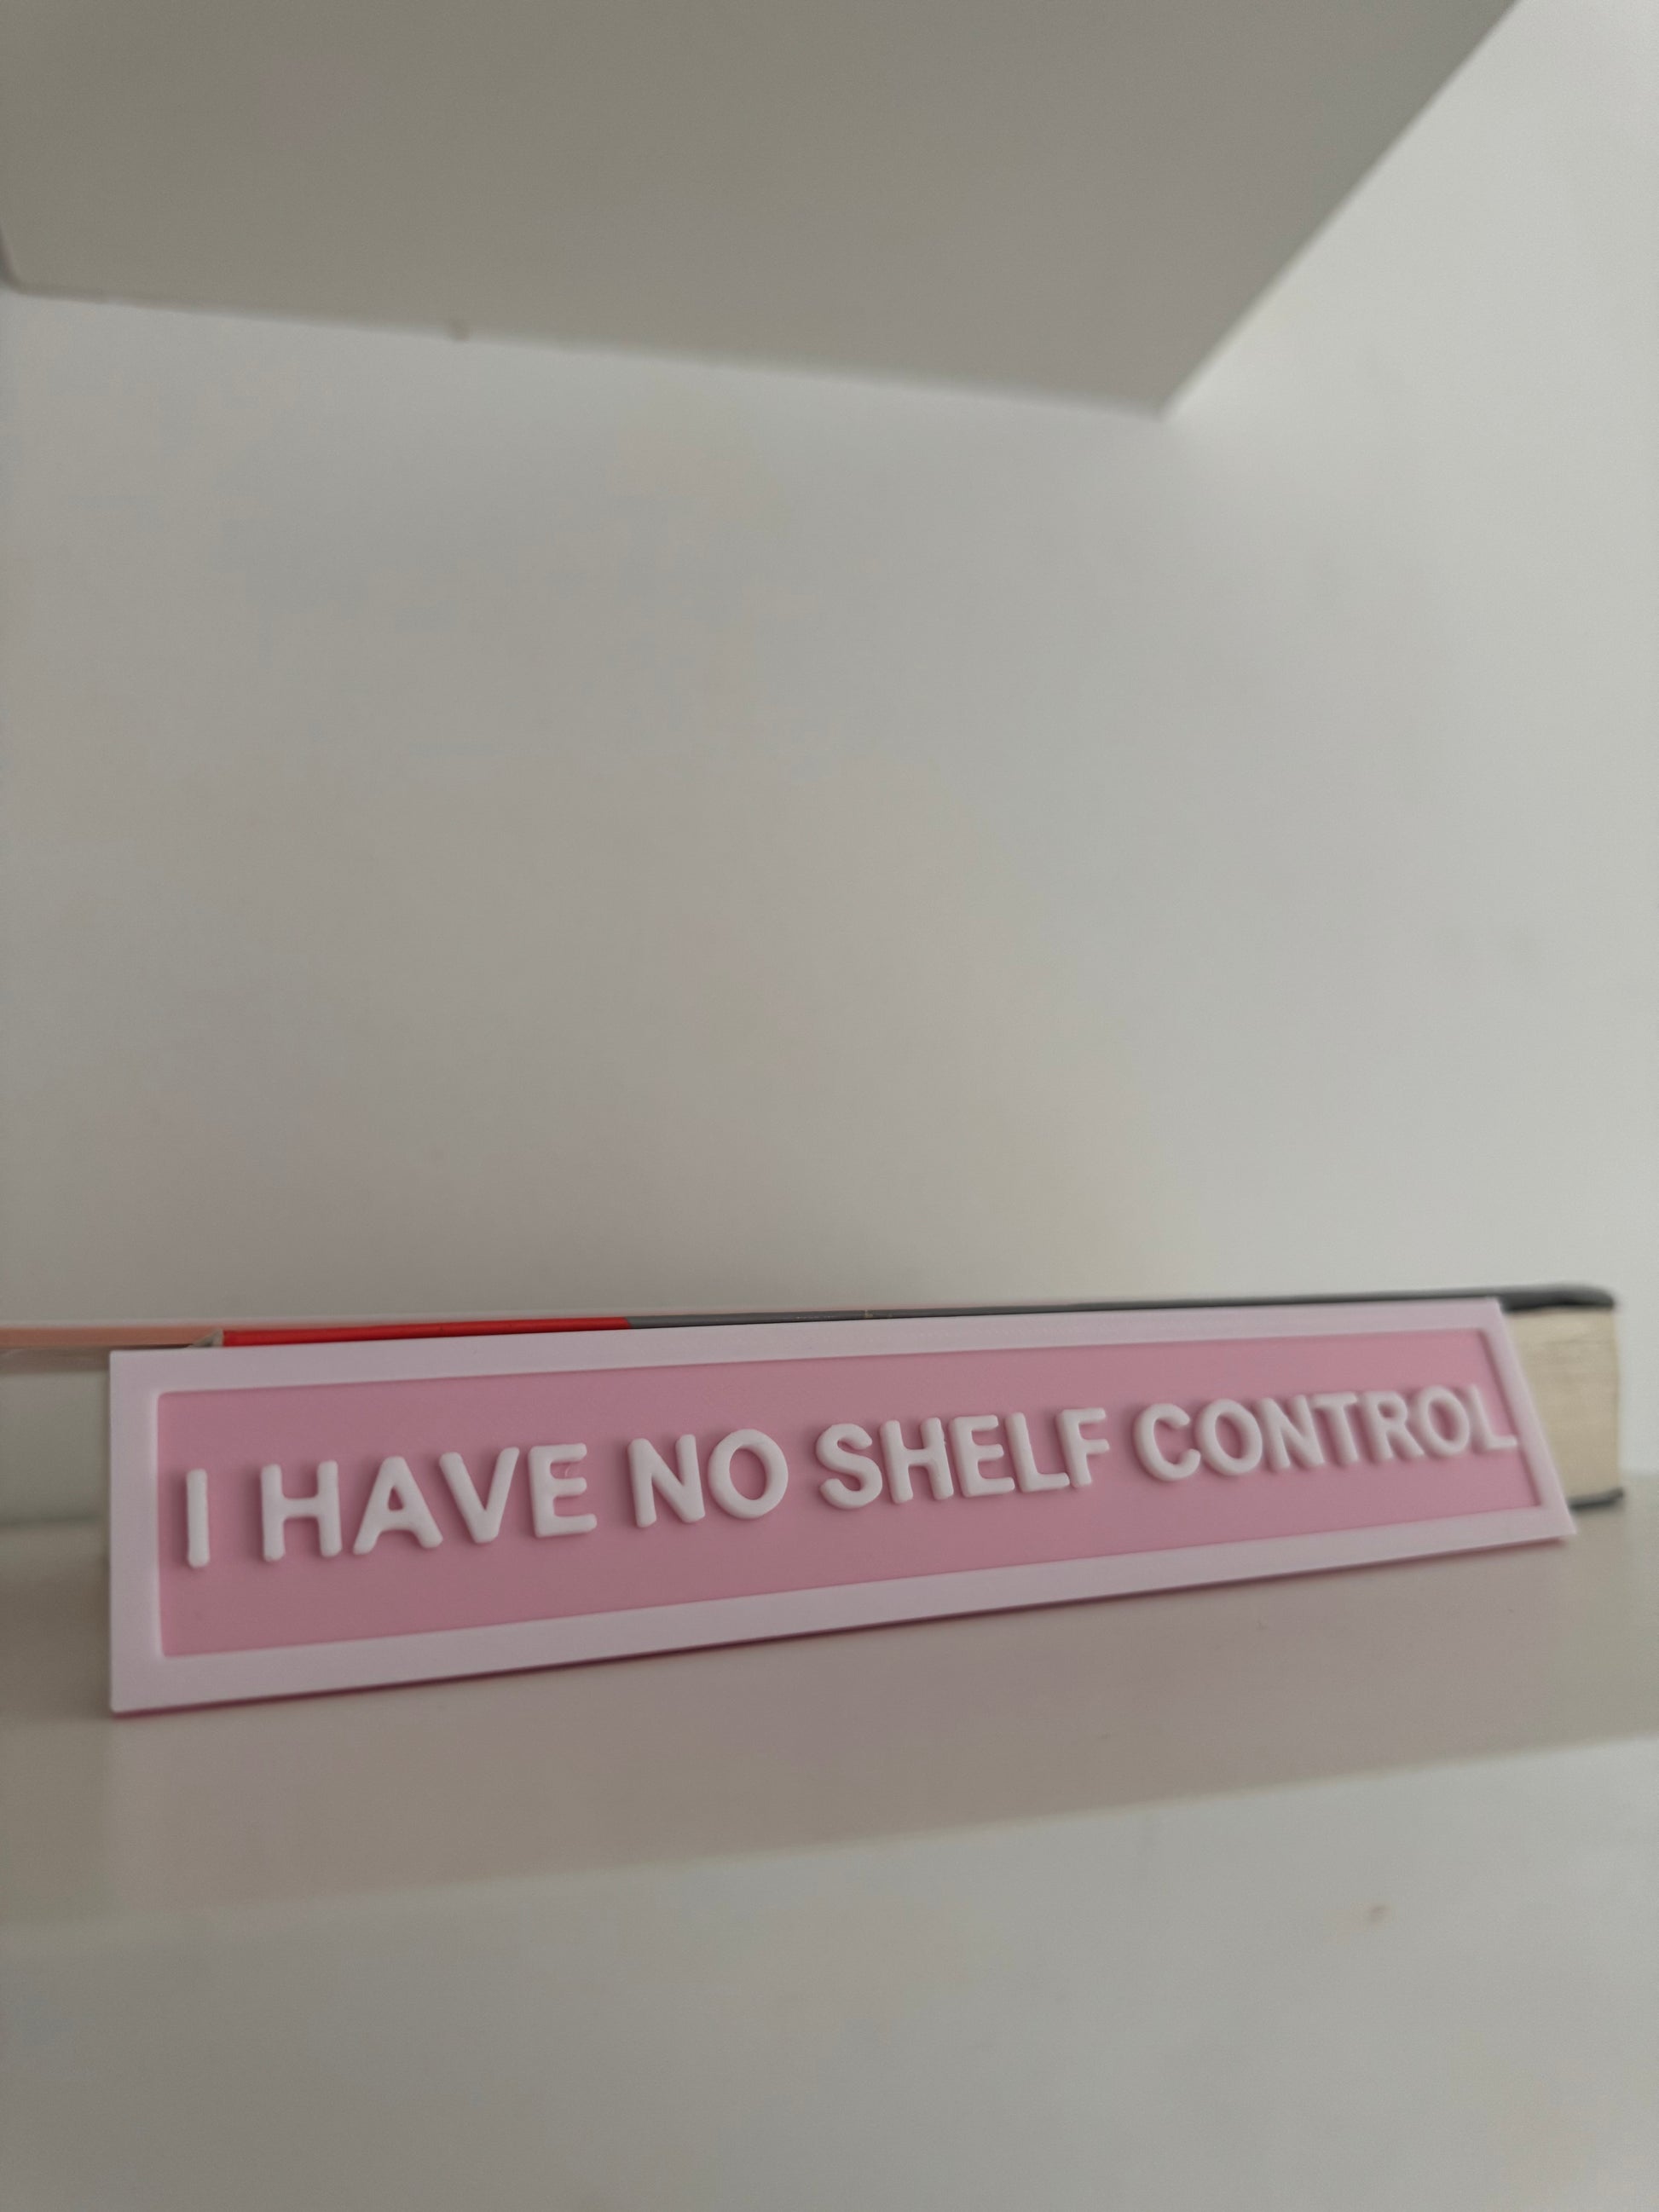 I HAVE NO SHELF CONTROL